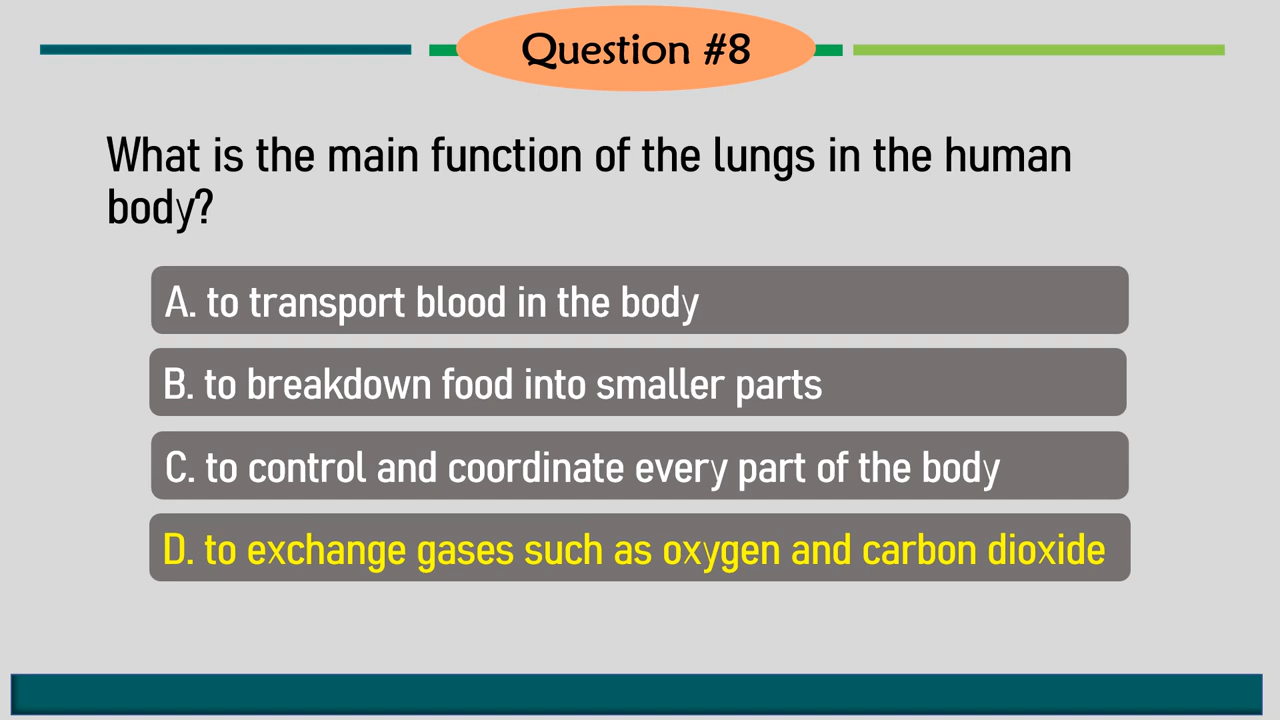 Question #8
What is the main function of the lungs in the human
body?
A. to transport blood in the body
B. to breakdown food into smaller parts
C. to control and coordinate every part of the body
D. to exchange gases such as oxygen and carbon dioxide